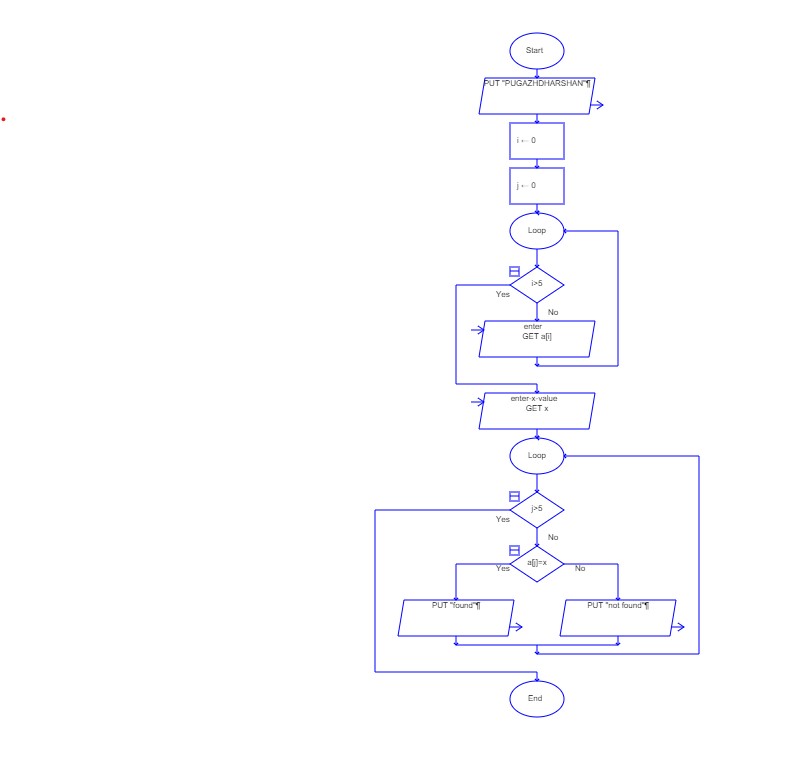 Start
PUT "PUGAZHDHARSHAN"¶
i ← 0
j ← 0
Loop
i>5
Yes
No
enter
GET a[i]
enter-x-value
GET x
Loop
j>5
Yes
No
a[j]=x
Yes
No
PUT "found"¶
PUT "not found"¶
End